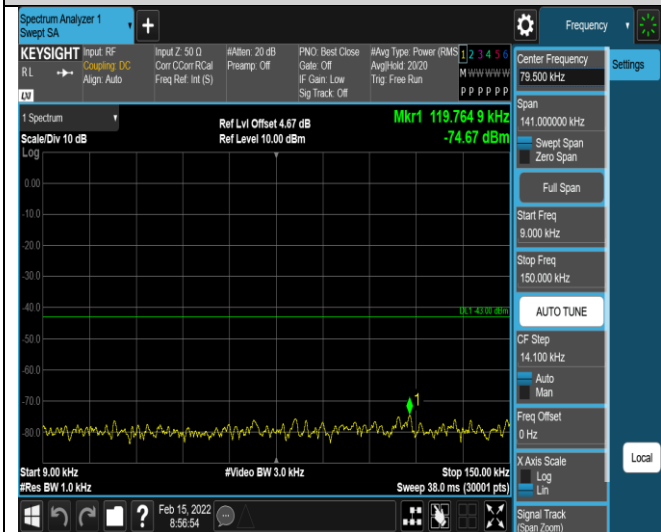 Spectrum Analyzer 1
Swept SA
Frequency
KEYSIGHT
RL
LXI
Input: RF
Coupling: DC
Align: Auto
Input Z: 50 Ω
Corr CCorr RCal
Freq Ref: Int (S)
#Atten: 20 dB
Preamp: Off
PNO: Best Close
Gate: Off
IF Gain: Low
Sig Track: Off
#Avg Type: Power (RMS
Avg|Hold: 20/20
Trig: Free Run
1 2 3 4 5 6
M W W W W W
P P P P P P
1 Spectrum
Scale/Div 10 dB
Log
Ref Lvl Offset 4.67 dB
Ref Level 10.00 dBm
Mkr1 119.764 9 kHz
-74.67 dBm
0.00
-10.0
-20.0
-30.0
-40.0
DL1 -43.00 dBm
-50.0
-60.0
-70.0
1
-80.0
Start 9.00 kHz
#Res BW 1.0 kHz
#Video BW 3.0 kHz
Stop 150.00 kHz
Sweep 38.0 ms (30001 pts)
Center Frequency
79.500 kHz
Span
141.000000 kHz
Swept Span
Zero Span
Full Span
Start Freq
9.000 kHz
Stop Freq
150.000 kHz
AUTO TUNE
CF Step
14.100 kHz
Auto
Man
Freq Offset
0 Hz
X Axis Scale
Log
Lin
Signal Track
(Span Zoom)
Settings
Local
?
Feb 15, 2022
8:56:54